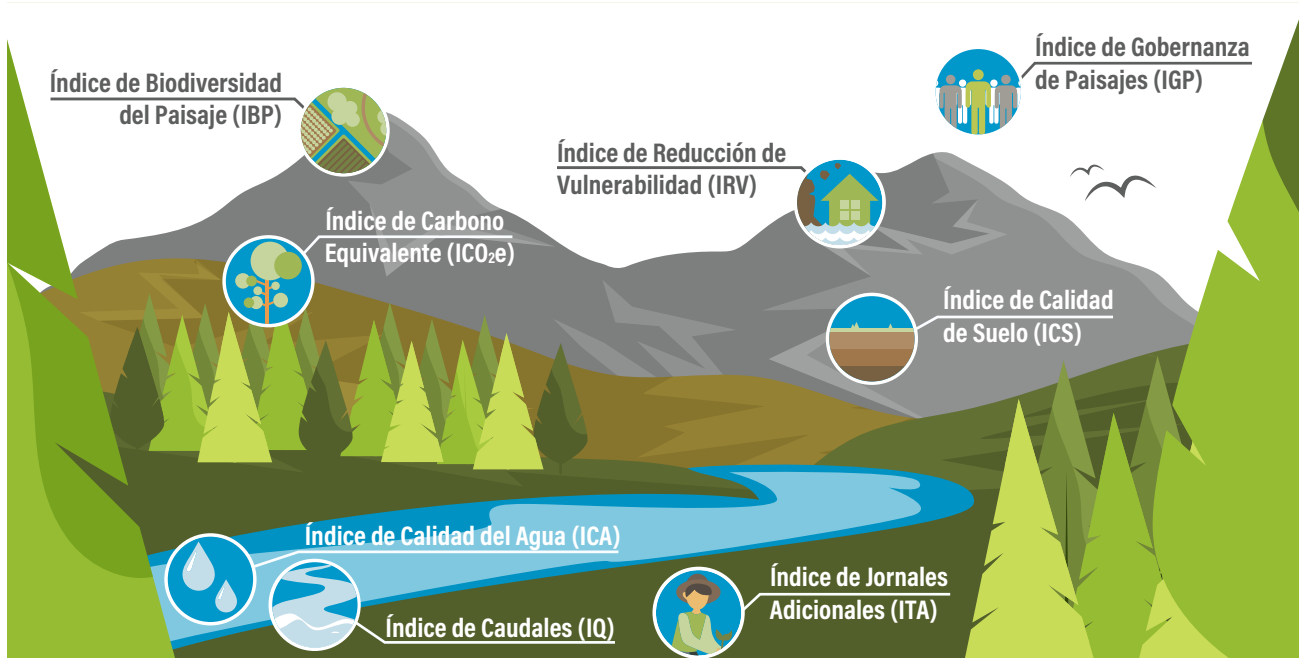 Índice de Biodiversidad
del Paisaje (IBP)
Índice de Gobernanza
de Paisajes (IGP)
Índice de Reducción de
Vulnerabilidad (IRV)
Índice de Carbono
Equivalente (ICO₂e)
Índice de Calidad
de Suelo (ICS)
Índice de Calidad del Agua (ICA)
Índice de Jornales
Adicionales (ITA)
Índice de Caudales (IQ)